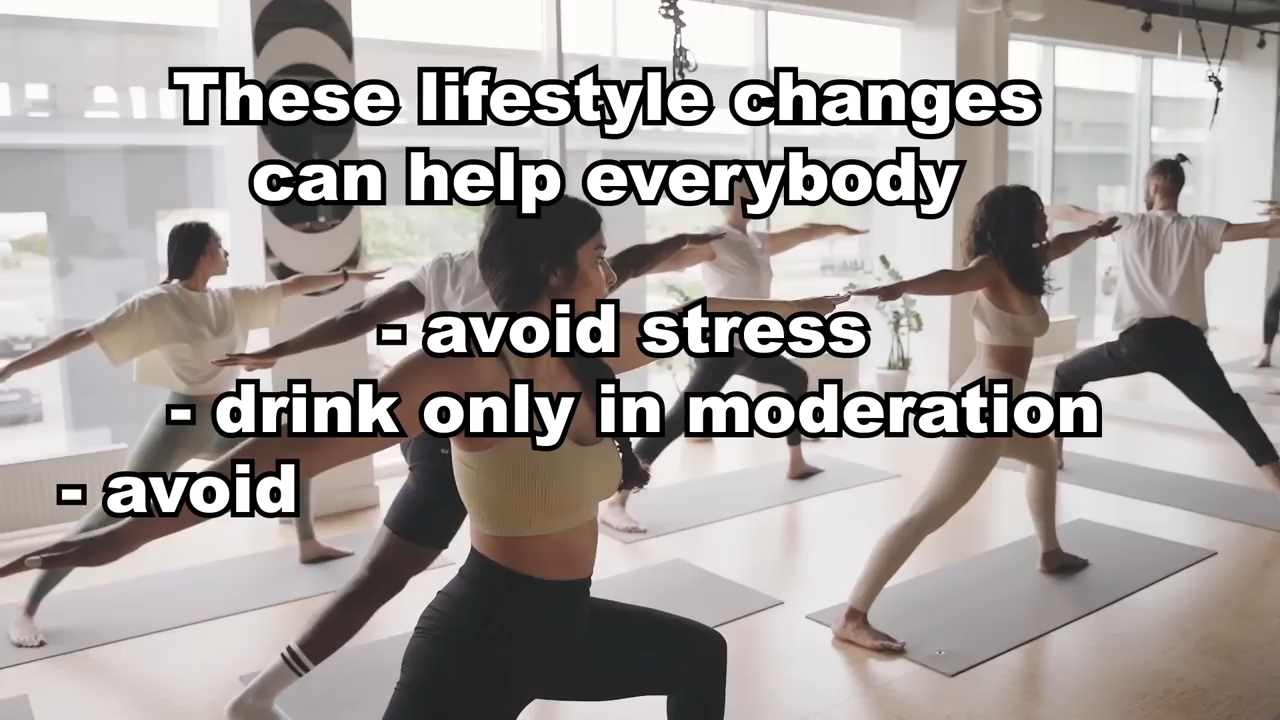 These lifestyle changes
can help everybody
- avoid stress
- drink only in moderation
- avoid